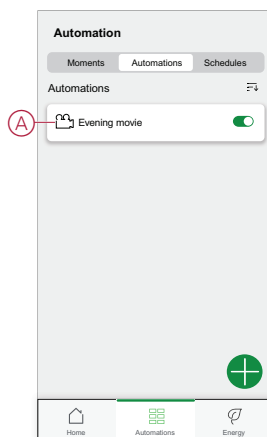 Automation
Moments Automations Schedules
Automations
A Evening movie
Home Automations Energy